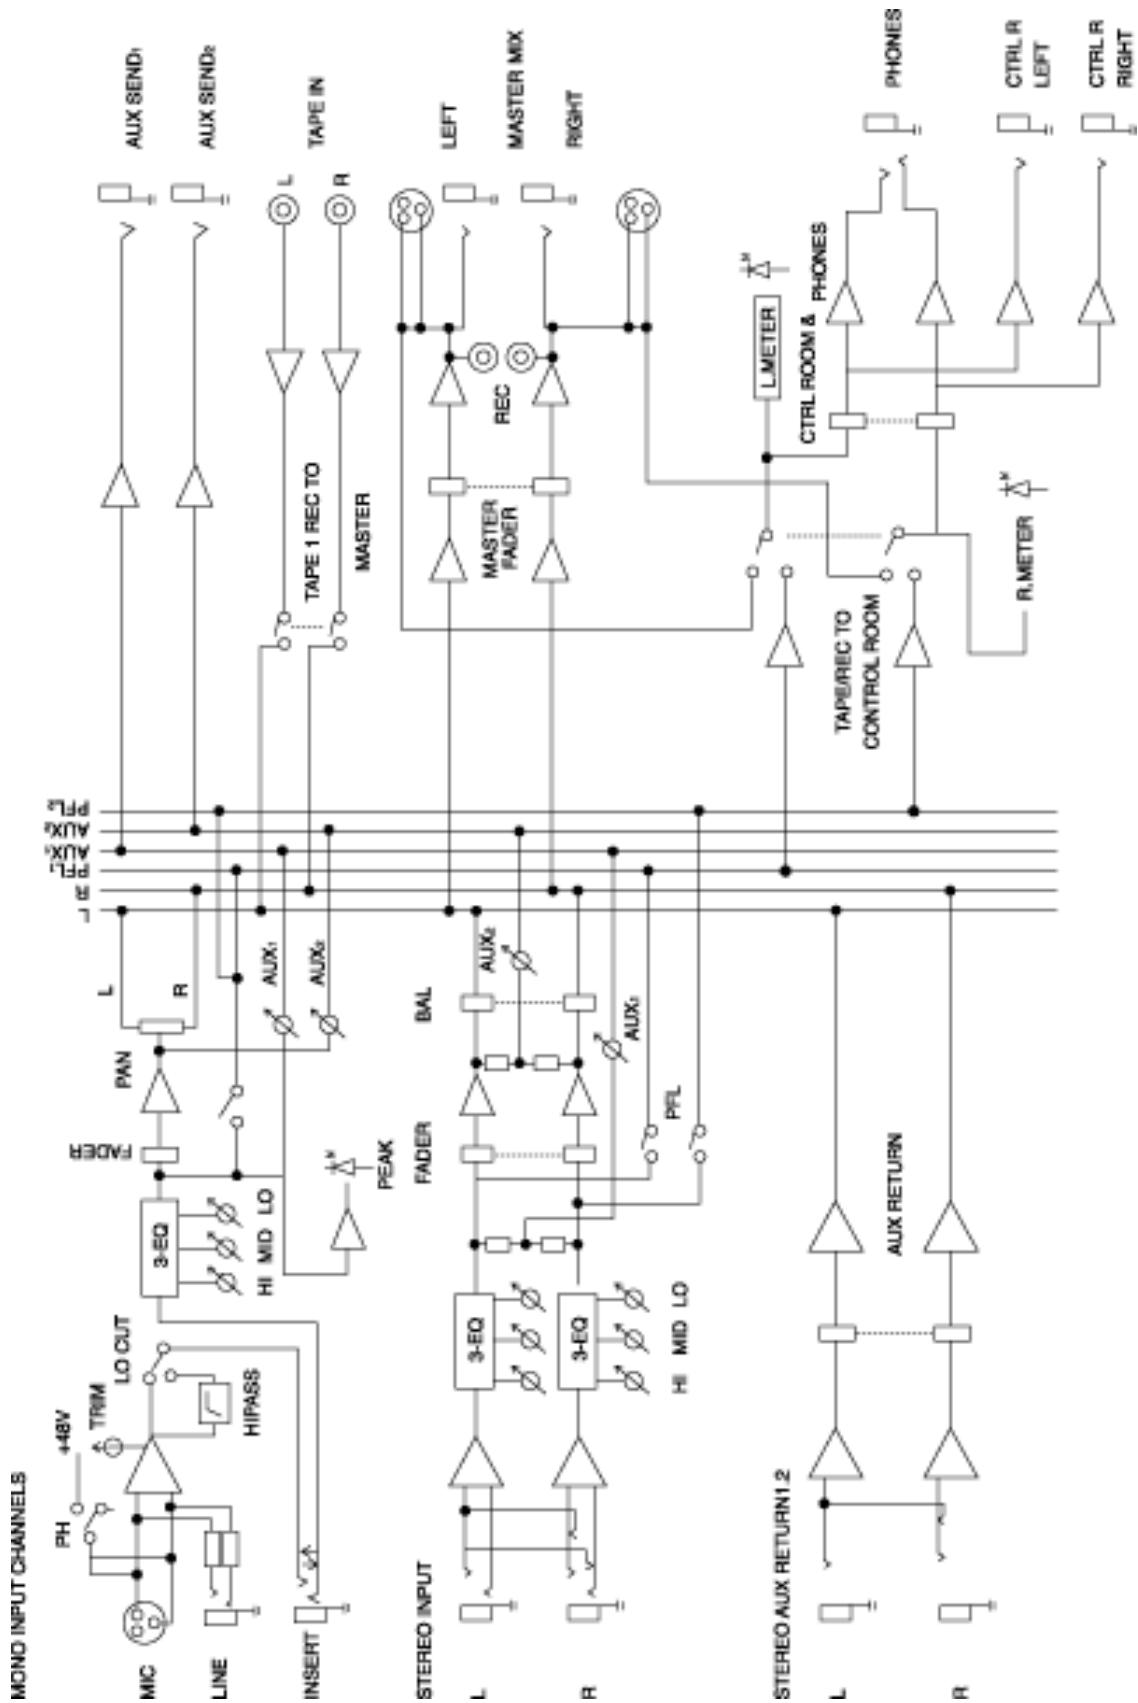 MONO INPUT CHANNELS
MIC
LINE
INSERT
PH
+48V
TRIM
LO CUT
HIPASS
3-EQ
HI MID LO
FADER
PAN
L
R
PEAK
AUX1
AUX2
STEREO INPUT
L
R
3-EQ
3-EQ
HI MID LO
FADER
BAL
AUX2
AUX1
PFL
STEREO AUX RETURN1.2
L
R
AUX RETURN
L
R
PFL1
AUX1
AUX2
PFL2
AUX SEND1
AUX SEND2
TAPE IN
L
R
TAPE 1 REC TO
MASTER
LEFT
MASTER MIX
RIGHT
REC
MASTER
FADER
L.METER
CTRL ROOM & PHONES
TAPE/REC TO
CONTROL ROOM
R.METER
PHONES
CTRL R
LEFT
CTRL R
RIGHT